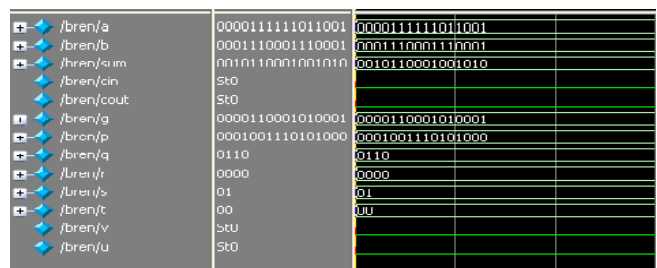 /bren/a 0000111111011001 0000111111011001
/bren/b 0001110001110001 0001110001110001
/bren/sum 0010110001001010 0010110001001010
/bren/cin St0
/bren/cout St0
/bren/g 0000110001010001 0000110001010001
/bren/p 0001001110101000 0001001110101000
/bren/q 0110 0110
/bren/r 0000 0000
/bren/s 01 01
/bren/t 00 00
/bren/v St0
/bren/u St0